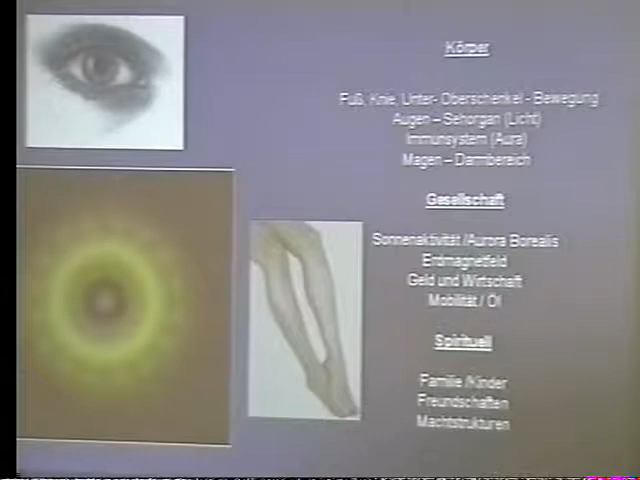 Körper
Fuß, Knie, Unter- Oberschenkel - Bewegung
Augen – Sehorgan (Licht)
Immunsystem (Aura)
Magen – Darmbereich
Gesellschaft
Sonnenaktivität /Aurora Borealis
Erdmagnetfeld
Geld und Wirtschaft
Mobilität / Öl
Spirituell
Familie /Kinder
Freundschaften
Machtstrukturen